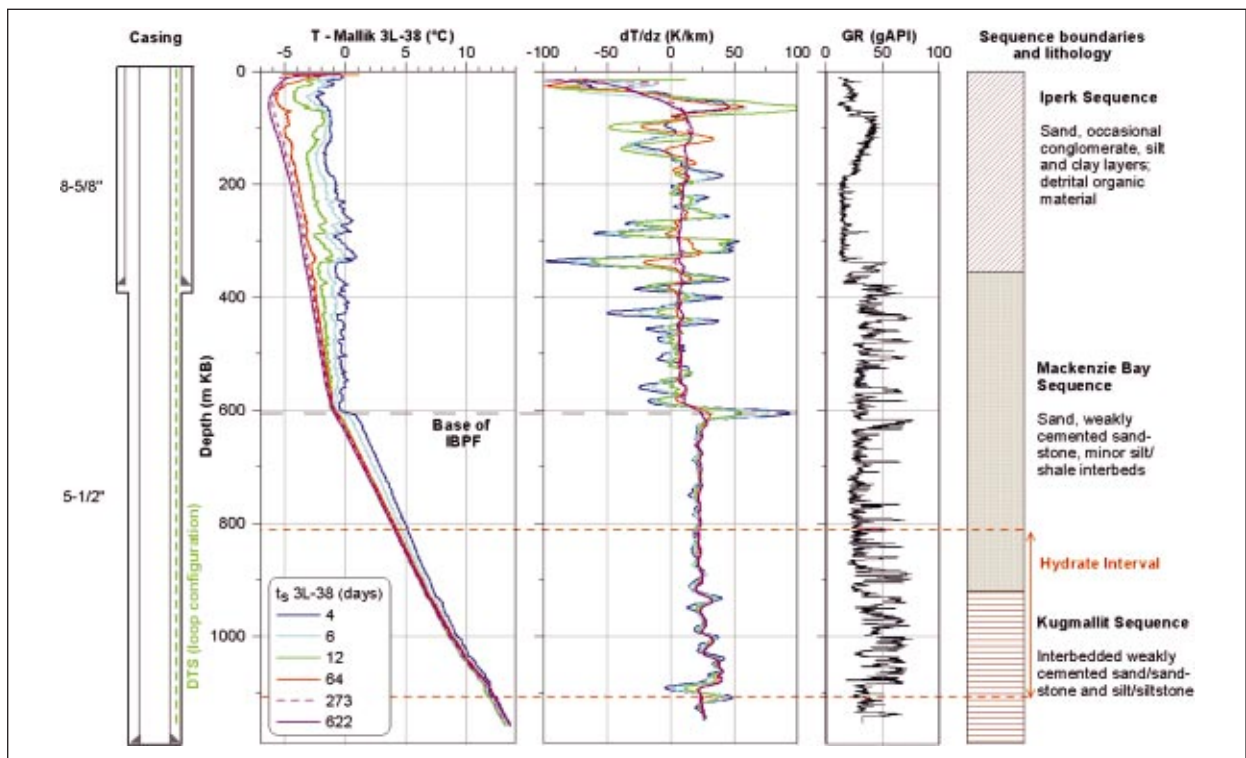 Casing
T - Mallik 3L-38 (°C)
dT/dz (K/km)
GR (gAPI)
Sequence boundaries
and lithology
-5 0 5 10
-100 -50 0 50 100
0 50 100
0
200
400
600
800
1000
Depth (m KB)
8-5/8"
5-1/2"
DTS (loop configuration)
Base of
IBPF
tS 3L-38 (days)
4
6
12
64
273
622
Iperk Sequence
Sand, occasional
conglomerate, silt
and clay layers;
detrital organic
material
Mackenzie Bay
Sequence
Sand, weakly
cemented sand-
stone, minor silt/
shale interbeds
Hydrate Interval
Kugmallit Sequence
Interbedded weakly
cemented sand/sand-
stone and silt/siltstone